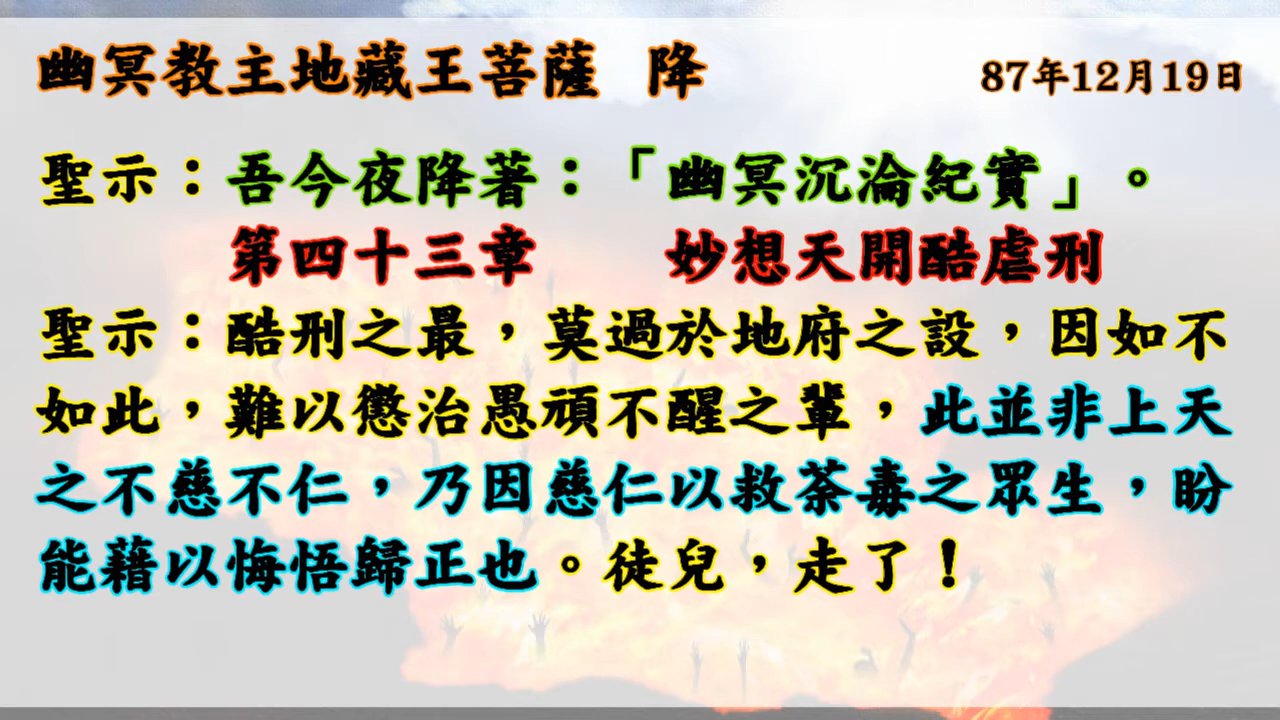 幽冥教主地藏王菩薩　降　87年12月19日
聖示：吾今夜降著：「幽冥沉淪紀實」。
第四十三章　　妙想天開酷虐刑
聖示：酷刑之最，莫過於地府之設，因如不
如此，難以懲治愚頑不醒之輩，此並非上天
之不慈不仁，乃因慈仁以救荼毒之眾生，盼
能藉以悔悟歸正也。徒兒，走了！